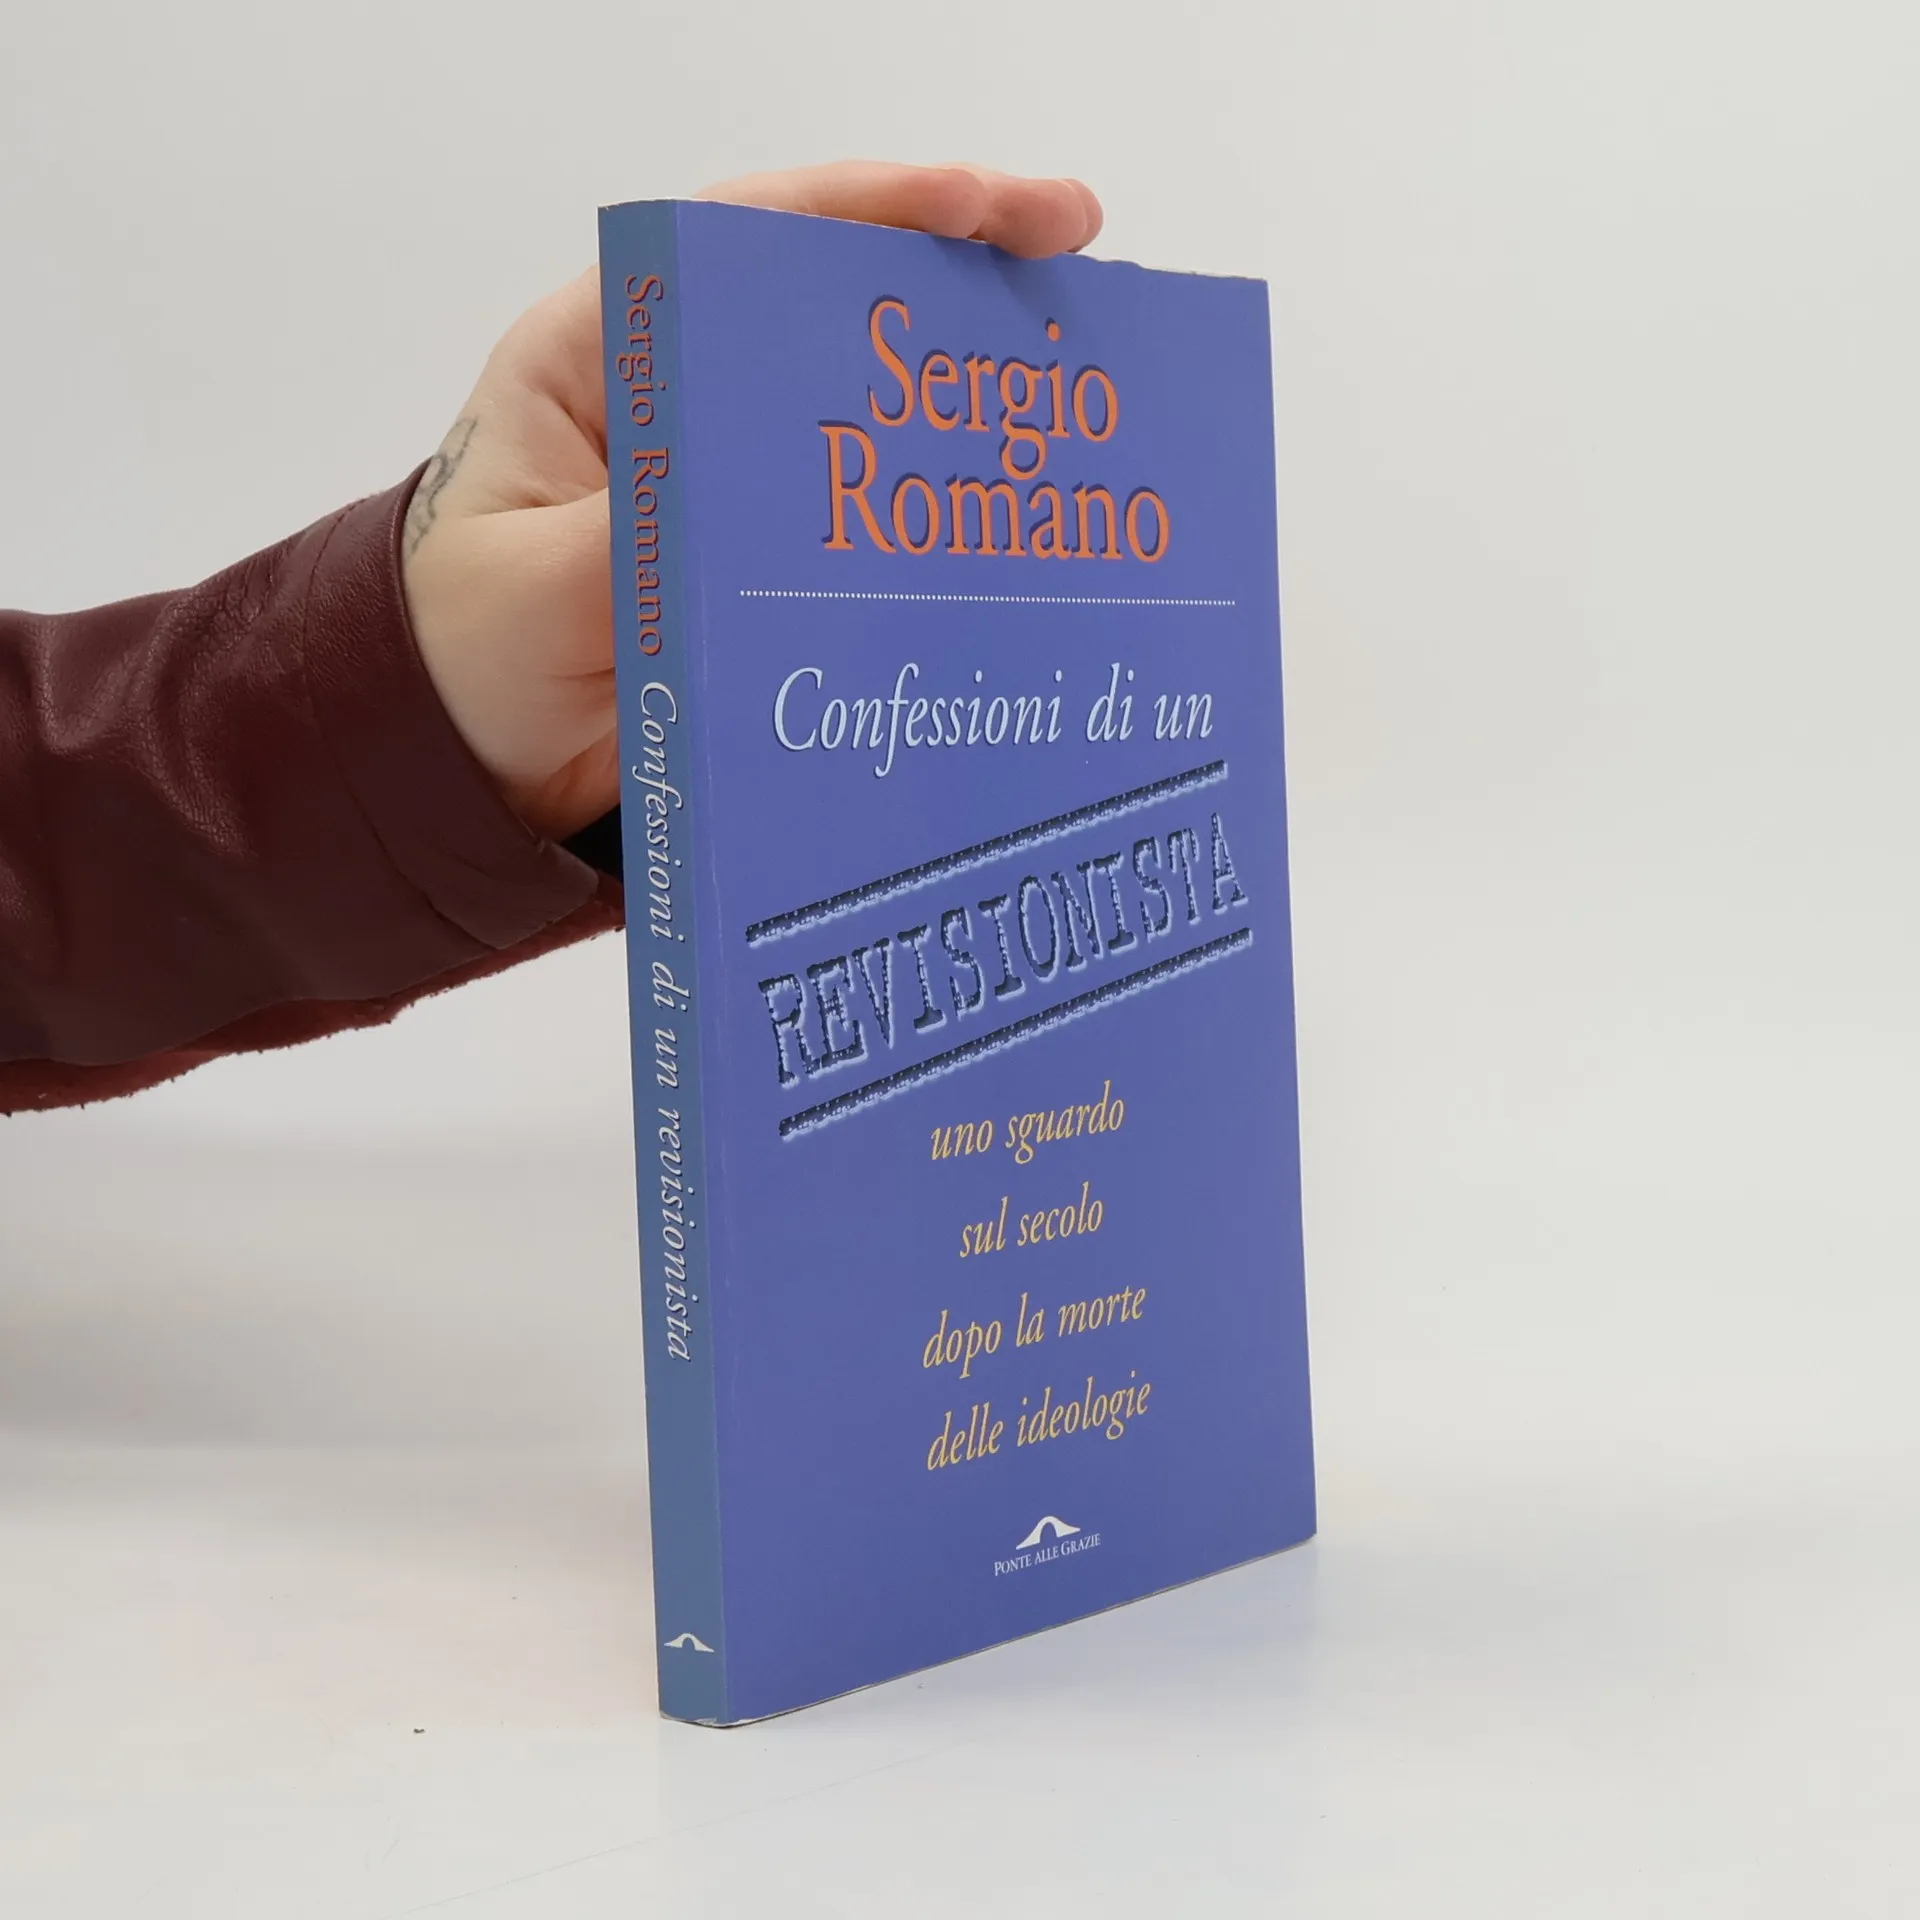 Sergio Romano Confessioni di un revisionista
Sergio
Romano
Confessioni di un
REVISIONISTA
uno sguardo
sul secolo
dopo la morte
delle ideologie
PONTE ALLE GRAZIE